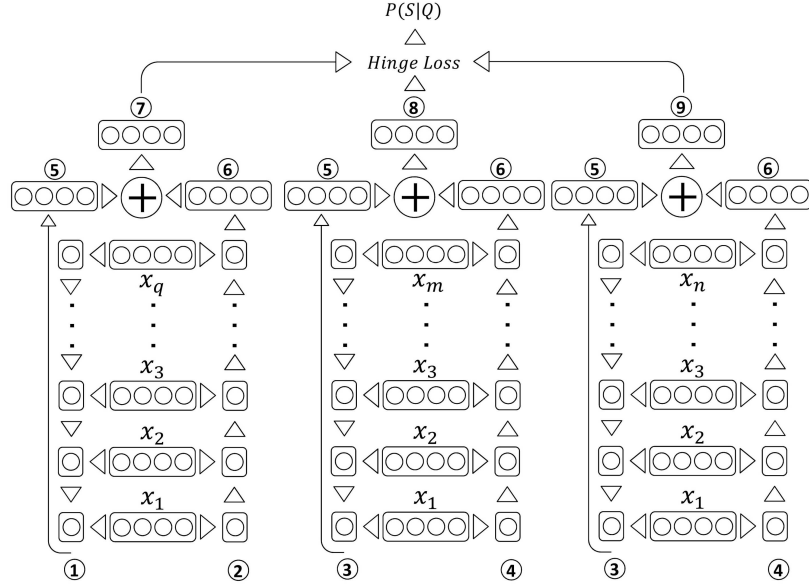 P(S|Q)
Hinge Loss
⑦ ⑧ ⑨
⑤ ⑥ ⑤ ⑥ ⑤ ⑥
+ + +
x_q x_m x_n
x_3 x_3 x_3
x_2 x_2 x_2
x_1 x_1 x_1
① ② ③ ④ ③ ④